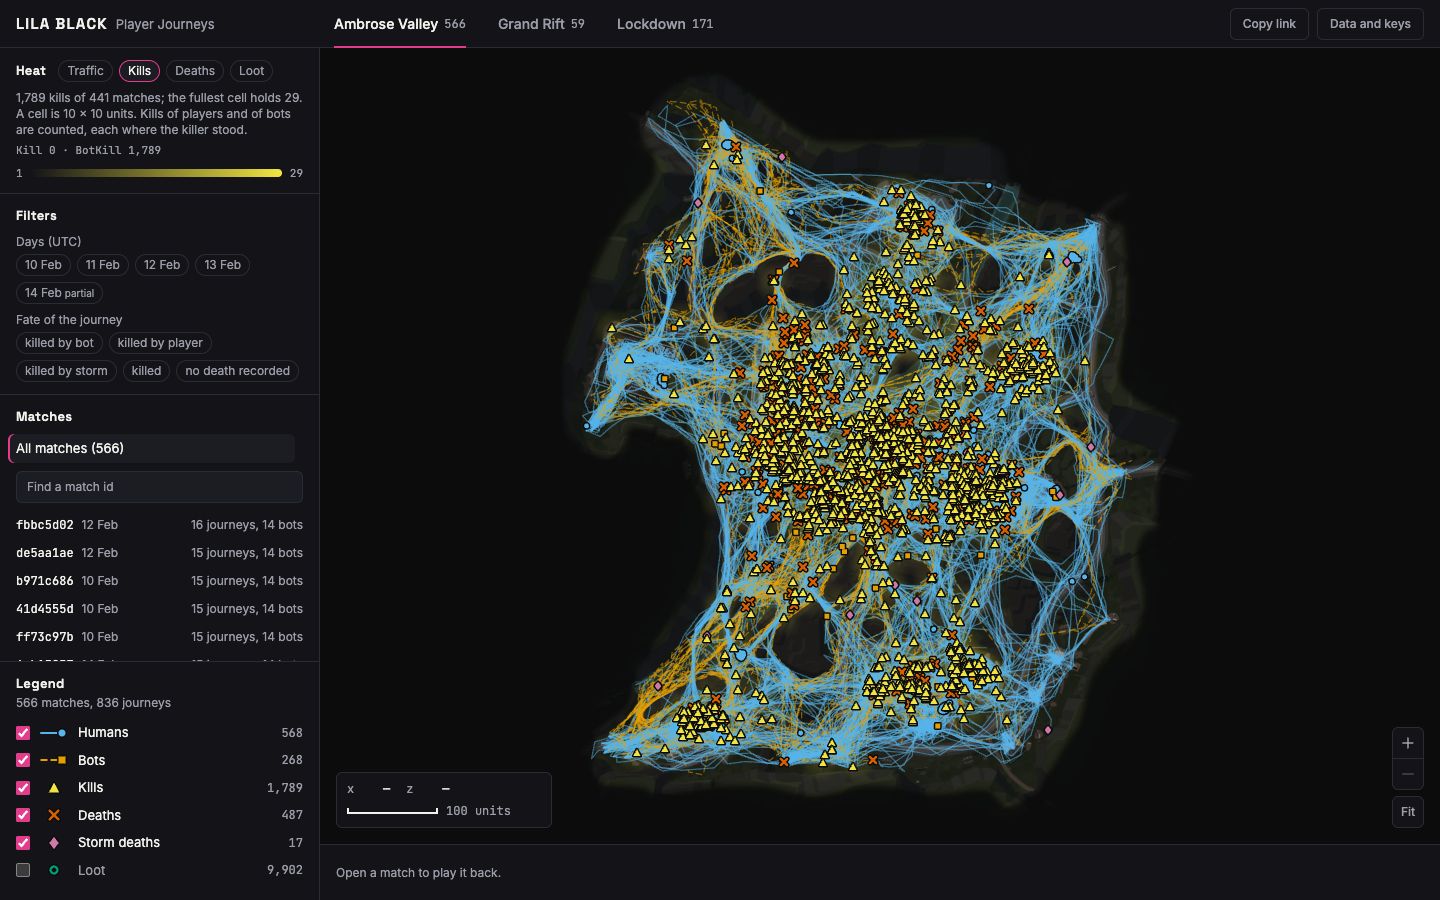 LILA BLACK Player Journeys
Ambrose Valley 566 Grand Rift 59 Lockdown 171
Copy link Data and keys
Heat Traffic Kills Deaths Loot
1,789 kills of 441 matches; the fullest cell holds 29.
A cell is 10 × 10 units. Kills of players and of bots
are counted, each where the killer stood.
Kill 0 · BotKill 1,789
1 29
Filters
Days (UTC)
10 Feb 11 Feb 12 Feb 13 Feb
14 Feb partial
Fate of the journey
killed by bot killed by player
killed by storm killed no death recorded
Matches
All matches (566)
Find a match id
fbbc5d02 12 Feb 16 journeys, 14 bots
de5aa1ae 12 Feb 15 journeys, 14 bots
b971c686 10 Feb 15 journeys, 14 bots
41d4555d 10 Feb 15 journeys, 14 bots
ff73c97b 10 Feb 15 journeys, 14 bots
Legend
566 matches, 836 journeys
Humans 568
Bots 268
Kills 1,789
Deaths 487
Storm deaths 17
Loot 9,902
x – z –
100 units
+
−
Fit
Open a match to play it back.